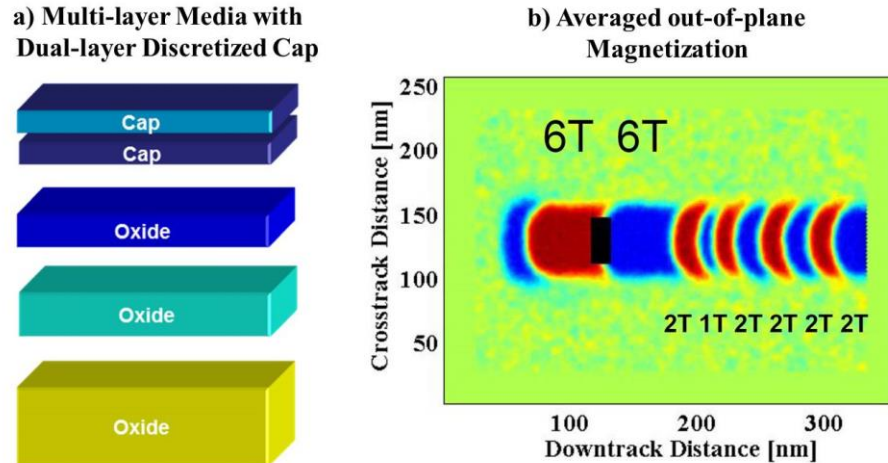 a) Multi-layer Media with
Dual-layer Discretized Cap
Cap
Cap
Oxide
Oxide
Oxide
b) Averaged out-of-plane
Magnetization
Crosstrack Distance [nm]
250
200
150
100
50
6T 6T
2T 1T 2T 2T 2T 2T
100 200 300
Downtrack Distance [nm]